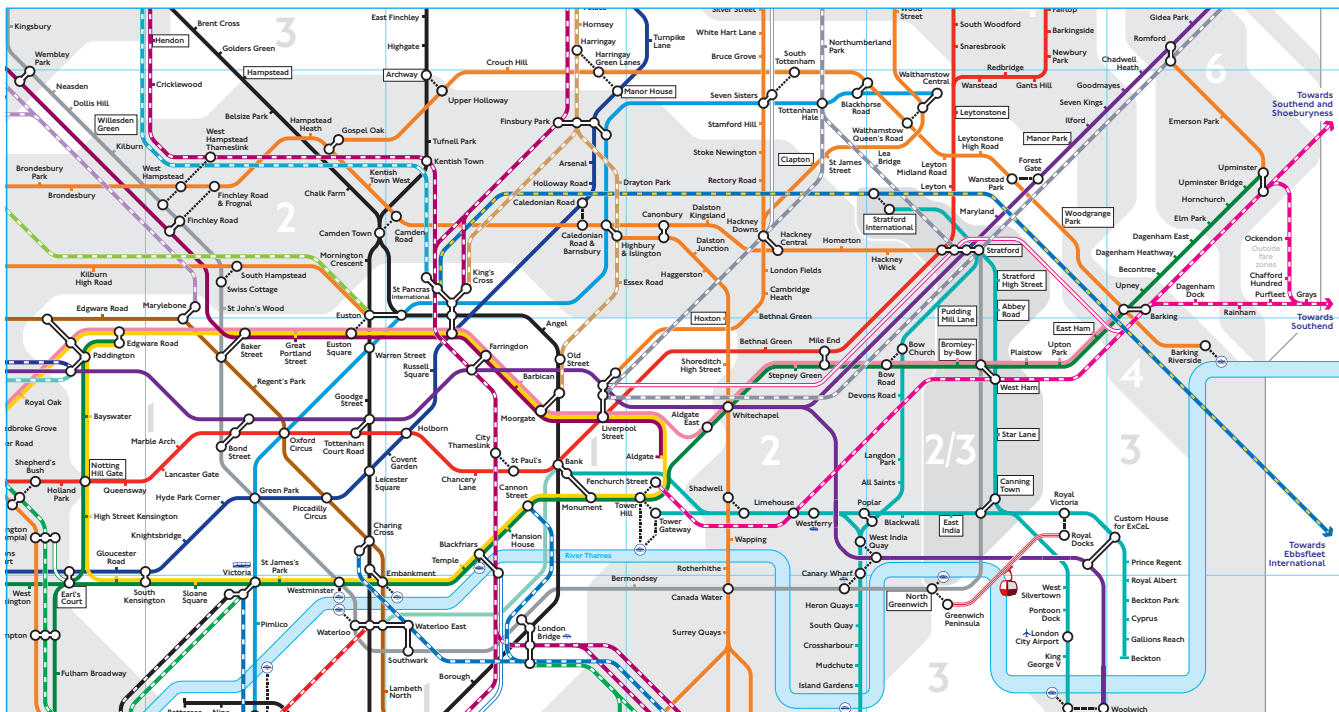 Kingsbury
Wembley
Park
Neasden
Dollis Hill
Willesden
Green
Kilburn
West
Hampstead
West
Hampstead
Thameslink
Hendon
Cricklewood
Brent Cross
Golders Green
Hampstead
Belsize Park
Chalk Farm
Hampstead
Heath
Gospel Oak
3
East Finchley
Highgate
Archway
Upper Holloway
Crouch Hill
Tufnell Park
Kentish Town
Kentish
Town West
Hornsey
Harringay
Harringay
Green Lanes
Manor House
Turnpike
Lane
Finsbury Park
Arsenal
Holloway Road
Caledonian Road
Drayton Park
Caledonian
Road &
Barnsbury
Highbury
& Islington
Canonbury
Dalston
Kingsland
Dalston
Junction
Haggerston
Essex Road
White Hart Lane
Bruce Grove
Seven Sisters
Stamford Hill
Stoke Newington
Rectory Road
South
Tottenham
Tottenham
Hale
Northumberland
Park
Clapton
St James
Street
Blackhorse
Road
Walthamstow
Central
Walthamstow
Queen's Road
Lea
Bridge
Wood
Street
Leyton
Midland Road
Leyton
Leytonstone
Leytonstone
High Road
South Woodford
Snaresbrook
Wanstead
Redbridge
Gants Hill
Newbury
Park
Barkingside
Fairlop
Wanstead
Park
Forest
Gate
Woodgrange
Park
Maryland
Manor Park
Ilford
Seven Kings
Goodmayes
Chadwell
Heath
Romford
Gidea Park
6
Emerson Park
Upminster
Upminster Bridge
Hornchurch
Elm Park
Dagenham East
Dagenham Heathway
Becontree
Upney
Towards
Southend and
Shoeburyness
Ockendon
Outside
fare
zones
Chafford
Hundred
Purfleet
Grays
Dagenham
Dock
Rainham
Towards
Southend
Barking
Barking
Riverside
Brondesbury
Park
Brondesbury
Finchley Road
& Frognal
Finchley Road
2
Kilburn
High Road
South Hampstead
Swiss Cottage
St John's Wood
Camden Town
Camden
Road
Mornington
Crescent
St Pancras
International
King's
Cross
Hackney
Downs
Hackney
Central
Homerton
Hackney
Wick
Stratford
International
Stratford
London Fields
Cambridge
Heath
Bethnal Green
Stratford
High Street
Abbey
Road
Pudding
Mill Lane
Bromley-
by-Bow
East Ham
Upton
Park
Plaistow
West Ham
Star Lane
Canning
Town
Edgware Road
Marylebone
Edgware Road
Paddington
Royal Oak
Bayswater
Baker
Street
Great
Portland
Street
Euston
Euston
Square
Warren Street
Regent's Park
Goodge
Street
Russell
Square
Farringdon
Barbican
Angel
Old
Street
Moorgate
Hoxton
Shoreditch
High Street
Bethnal Green
Mile End
Stepney Green
Bow
Road
Bow
Church
Devons Road
Langdon
Park
All Saints
Liverpool
Street
Aldgate
East
Aldgate
Whitechapel
2
2/3
3
4
1
1
Shepherd's
Bush
Holland
Park
Notting
Hill Gate
Queensway
Lancaster Gate
Marble Arch
Bond
Street
Oxford
Circus
Tottenham
Court Road
Holborn
Chancery
Lane
City
Thameslink
St Paul's
Bank
Cannon
Street
Monument
Fenchurch Street
Tower
Hill
Tower
Gateway
Shadwell
Limehouse
Westferry
Poplar
Blackwall
East
India
Royal
Victoria
Custom House
for ExCeL
Royal
Docks
High Street Kensington
Hyde Park Corner
Knightsbridge
Green Park
Piccadilly
Circus
Leicester
Square
Covent
Garden
Charing
Cross
Embankment
Temple
Blackfriars
Mansion
House
River Thames
Wapping
Rotherhithe
Canada Water
Surrey Quays
Bermondsey
West India
Quay
Canary Wharf
Heron Quays
South Quay
Crossharbour
Mudchute
Island Gardens
North
Greenwich
Greenwich
Peninsula
West
Silvertown
Pontoon
Dock
London
City Airport
King
George V
Woolwich
Prince Regent
Royal Albert
Beckton Park
Cyprus
Gallions Reach
Beckton
Towards
Ebbsfleet
International
Earl's
Court
Gloucester
Road
South
Kensington
Sloane
Square
Victoria
St James's
Park
Westminster
Pimlico
Waterloo
Waterloo East
Southwark
London
Bridge
Borough
Lambeth
North
Fulham Broadway
3